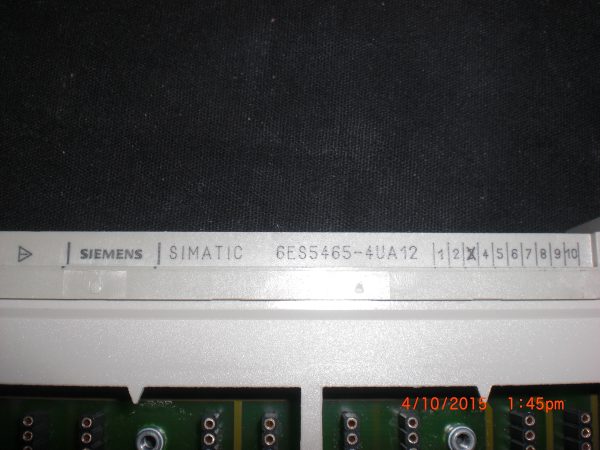 SIEMENS SIMATIC 6ES5465-4UA12 1 2 X 4 5 6 7 8 9 10
4/10/2015 1:45pm